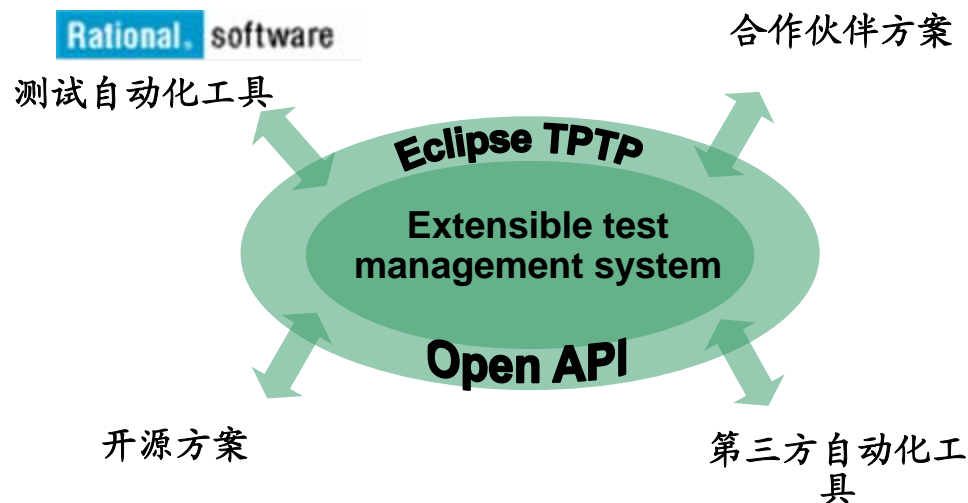 Rational. software
合作伙伴方案
测试自动化工具
Eclipse TPTP
Extensible test
management system
Open API
开源方案
第三方自动化工
具